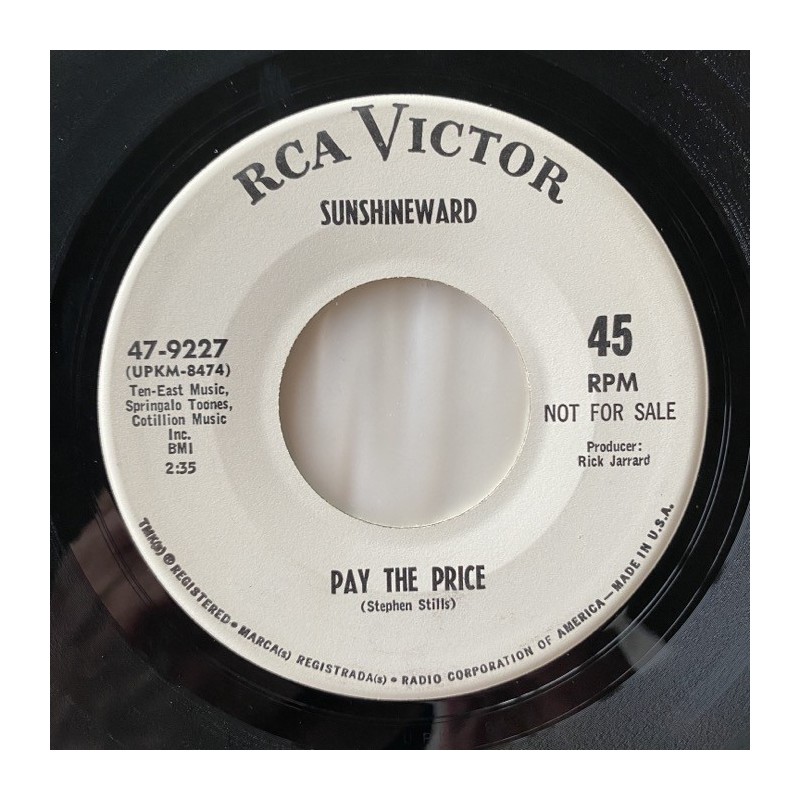 RCA VICTOR
SUNSHINEWARD
47-9227
(UPKM-8474)
Ten-East Music,
Springalo Toones,
Cotillion Music
Inc.
BMI
2:35
45
RPM
NOT FOR SALE
Producer:
Rick Jarrard
PAY THE PRICE
(Stephen Stills)
TMK(s) ® REGISTERED • MARCA(s) REGISTRADA(s) • RADIO CORPORATION OF AMERICA—MADE IN U.S.A.